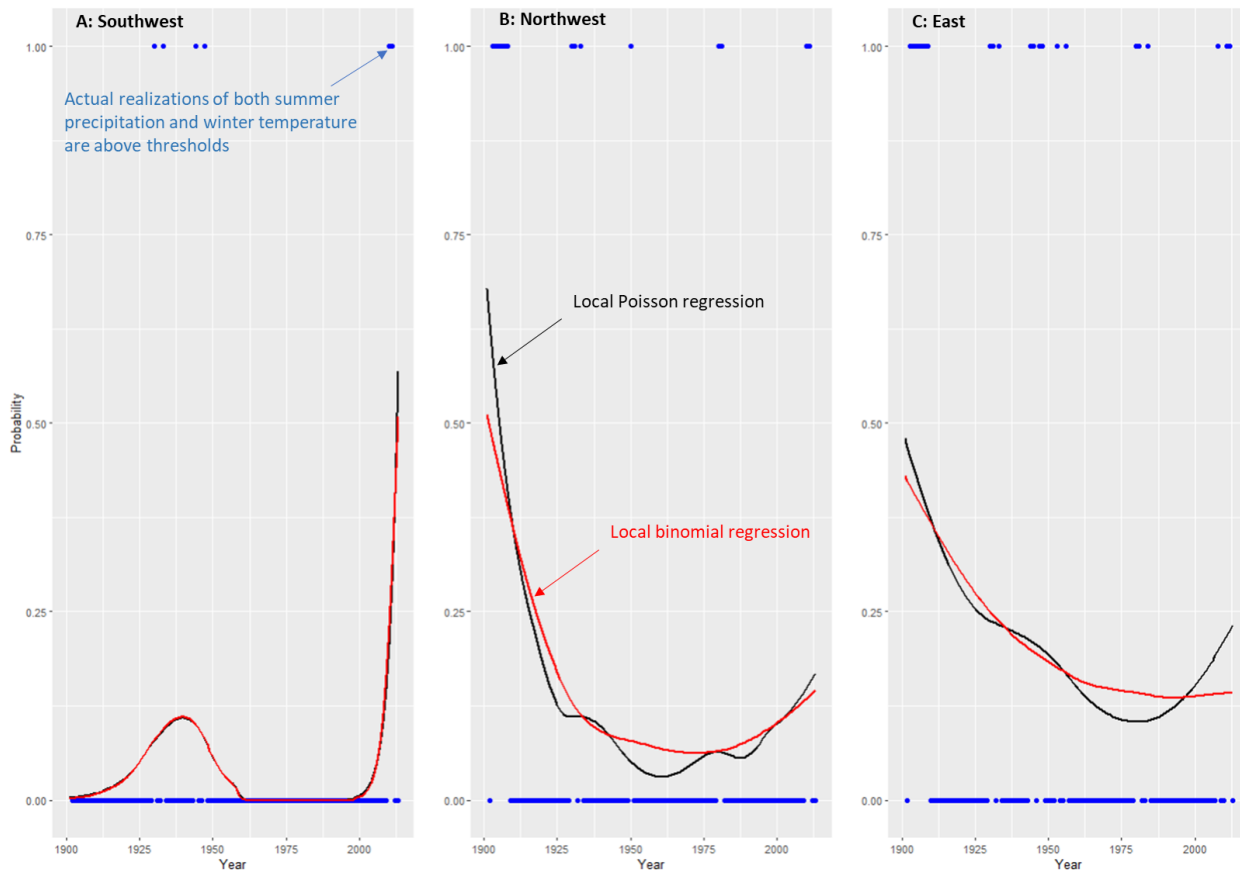 A: Southwest
B: Northwest
C: East
1.00
0.75
0.50
0.25
0.00
Probability
Actual realizations of both summer
precipitation and winter temperature
are above thresholds
1900
1925
1950
1975
2000
Year
1.00
0.75
0.50
0.25
0.00
Local Poisson regression
Local binomial regression
1900
1925
1950
1975
2000
Year
1.00
0.75
0.50
0.25
0.00
1900
1925
1950
1975
2000
Year